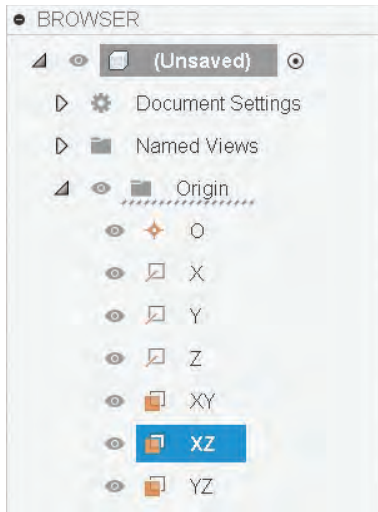 BROWSER
(Unsaved)
Document Settings
Named Views
Origin
O
X
Y
Z
XY
XZ
YZ